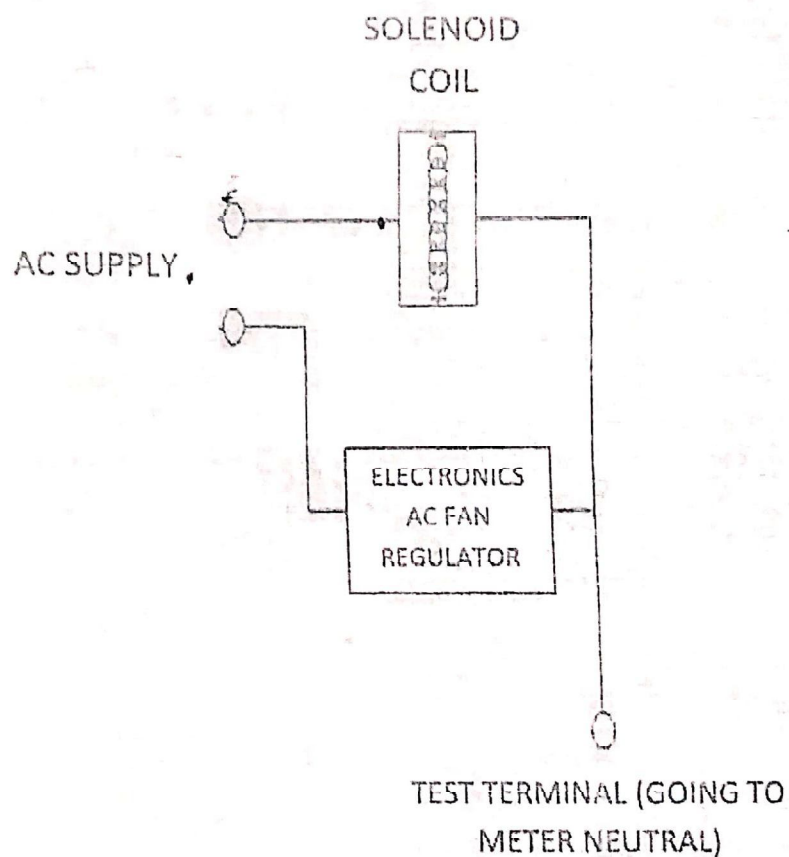 SOLENOID
COIL
AC SUPPLY
ELECTRONICS
AC FAN
REGULATOR
TEST TERMINAL (GOING TO
METER NEUTRAL)